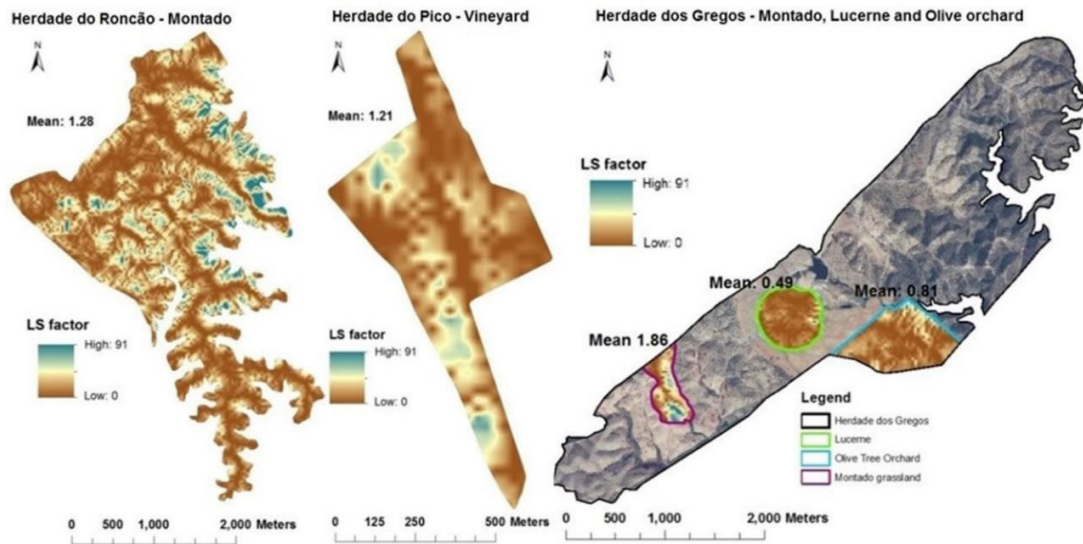 Herdade do Roncão - Montado
N
Mean: 1.28
LS factor
High: 91
Low: 0
0 500 1,000 2,000 Meters
Herdade do Pico - Vineyard
N
Mean: 1.21
LS factor
High: 91
Low: 0
0 125 250 500 Meters
Herdade dos Gregos - Montado, Lucerne and Olive orchard
N
LS factor
High: 91
Low: 0
Mean: 0.49
Mean: 0.81
Mean 1.86
Legend
Herdade dos Gregos
Lucerne
Olive Tree Orchard
Montado grassland
0 500 1,000 2,000 Meters